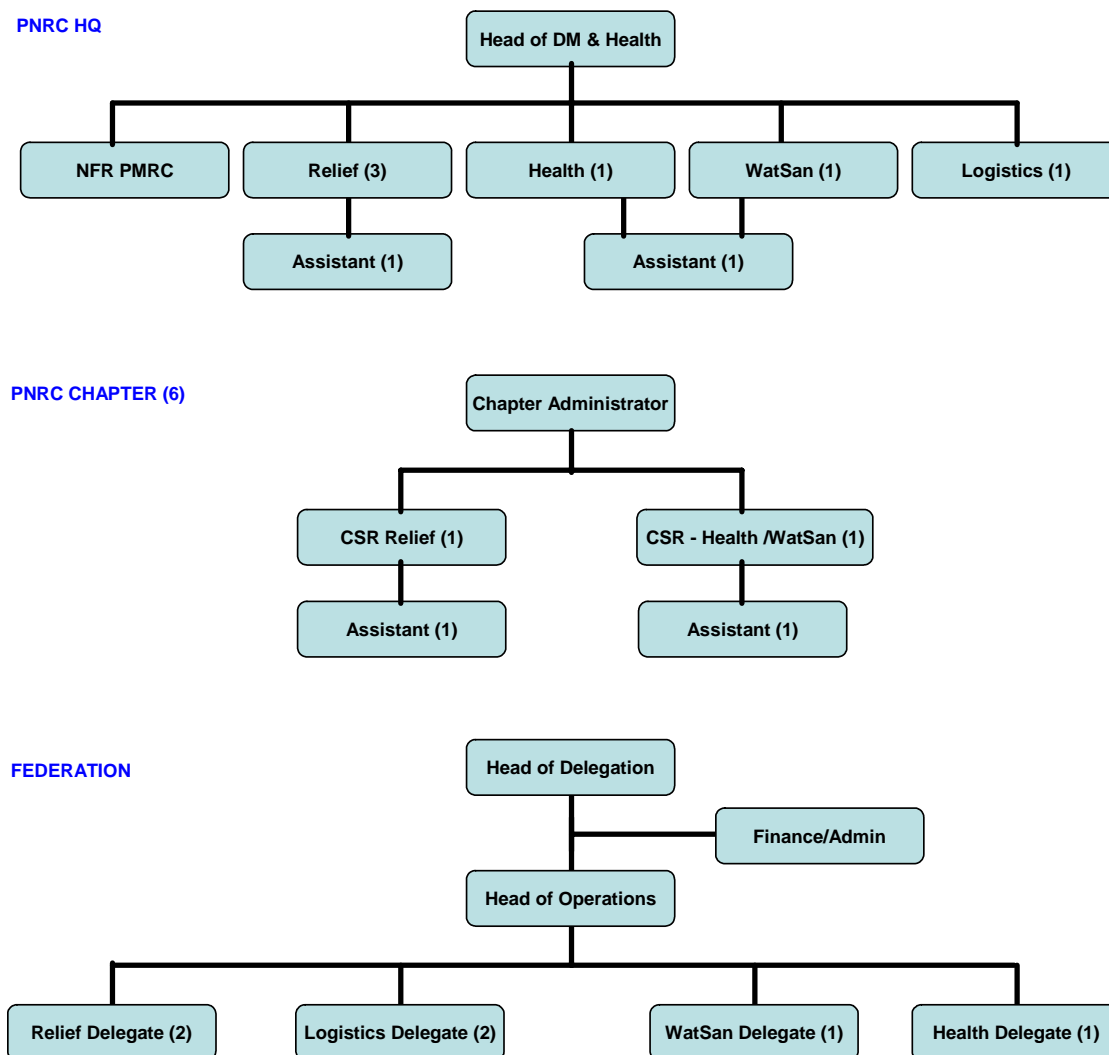 PNRC HQ
Head of DM & Health
NFR PMRC
Relief (3)
Health (1)
WatSan (1)
Logistics (1)
Assistant (1)
Assistant (1)
PNRC CHAPTER (6)
Chapter Administrator
CSR Relief (1)
CSR - Health /WatSan (1)
Assistant (1)
Assistant (1)
FEDERATION
Head of Delegation
Finance/Admin
Head of Operations
Relief Delegate (2)
Logistics Delegate (2)
WatSan Delegate (1)
Health Delegate (1)